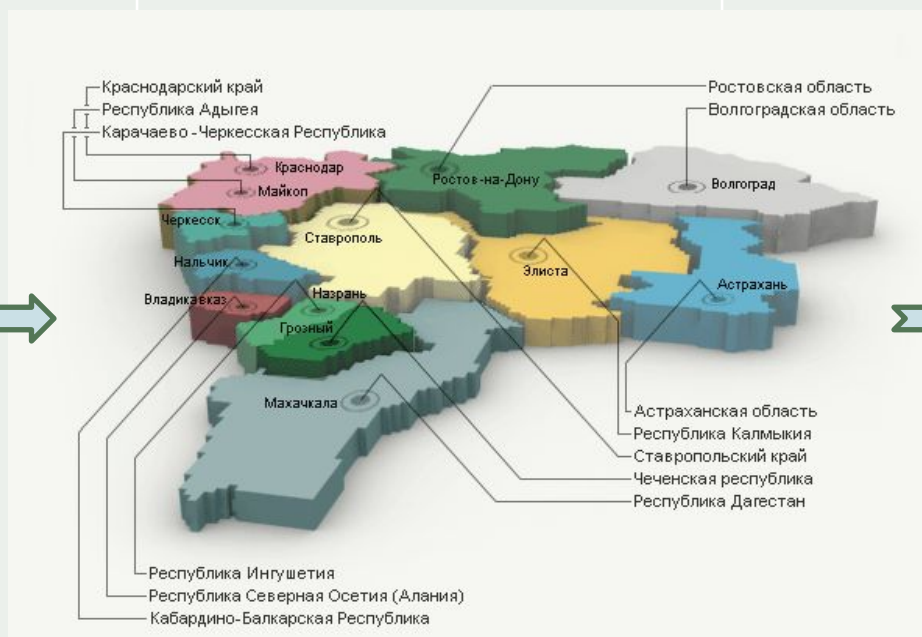 Краснодарский край
Республика Адыгея
Карачаево-Черкесская Республика
Ростовская область
Волгоградская область
Краснодар
Майкоп
Ростов-на-Дону
Волгоград
Черкесск
Ставрополь
Нальчик
Элиста
Астрахань
Владикавказ
Назрань
Грозный
Махачкала
Астраханская область
Республика Калмыкия
Ставропольский край
Чеченская республика
Республика Дагестан
Республика Ингушетия
Республика Северная Осетия (Алания)
Кабардино-Балкарская Республика